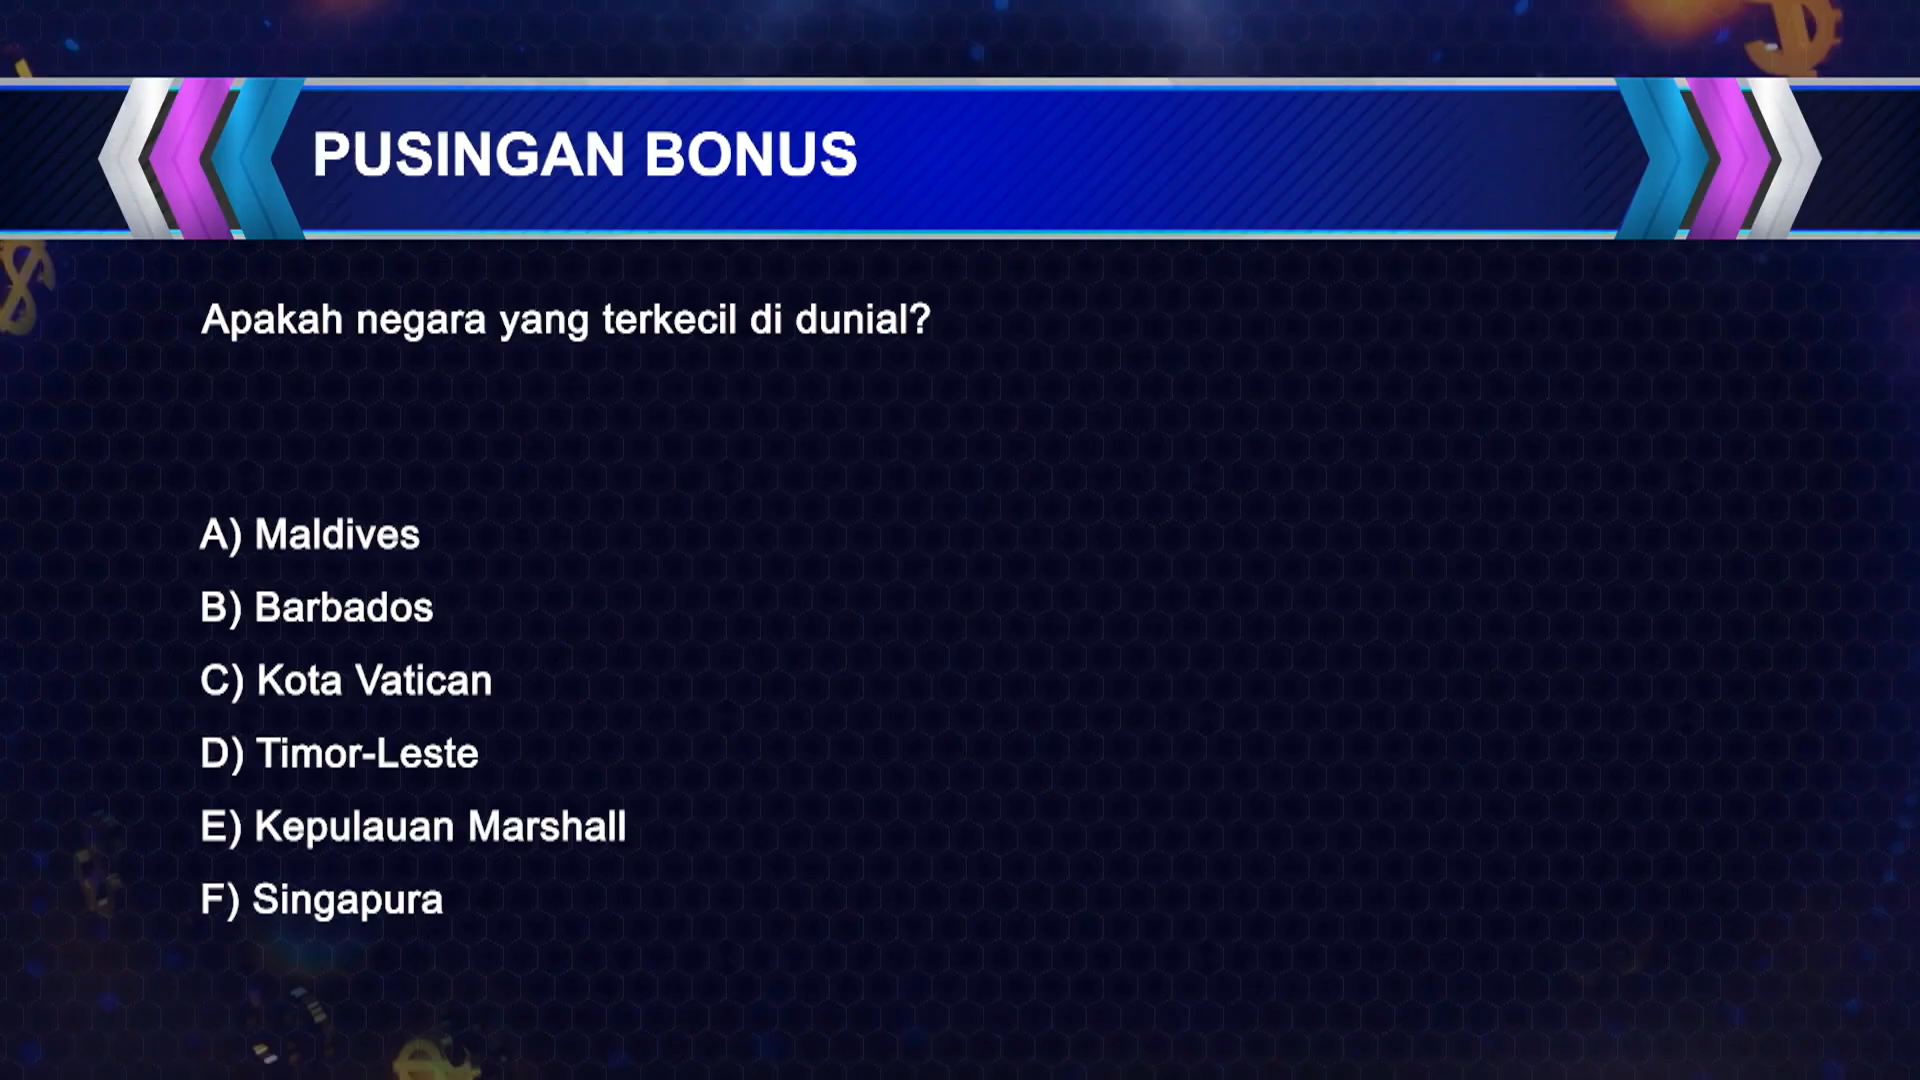 PUSINGAN BONUS
Apakah negara yang terkecil di dunial?
A) Maldives
B) Barbados
C) Kota Vatican
D) Timor-Leste
E) Kepulauan Marshall
F) Singapura